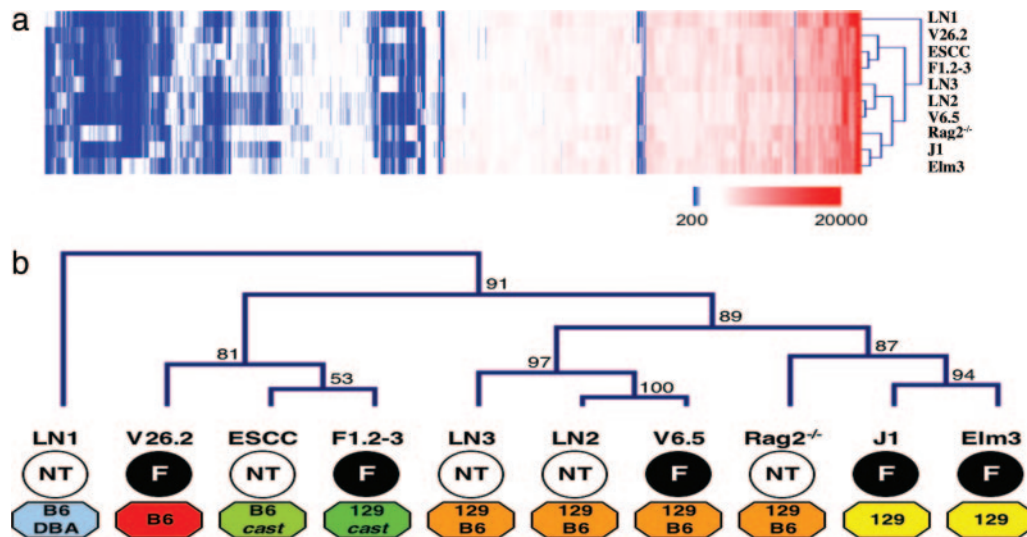 a
LN1
V26.2
ESCC
F1.2-3
LN3
LN2
V6.5
Rag2-/-
J1
Elm3
200 20000
b
91
89
81
87
97
53
94
100
LN1 V26.2 ESCC F1.2-3 LN3 LN2 V6.5 Rag2-/- J1 Elm3
NT F NT F NT NT F NT F F
B6 DBA B6 B6 cast 129 cast 129 B6 129 B6 129 B6 129 B6 129 129